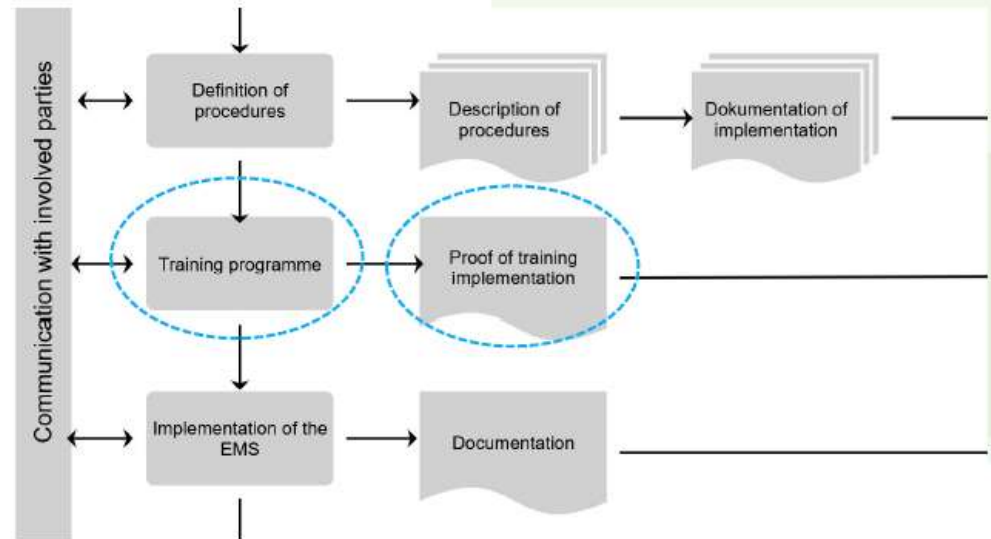 Communication with involved parties
Definition of
procedures
Description of
procedures
Dokumentation of
implementation
Training programme
Proof of training
implementation
Implementation of the
EMS
Documentation